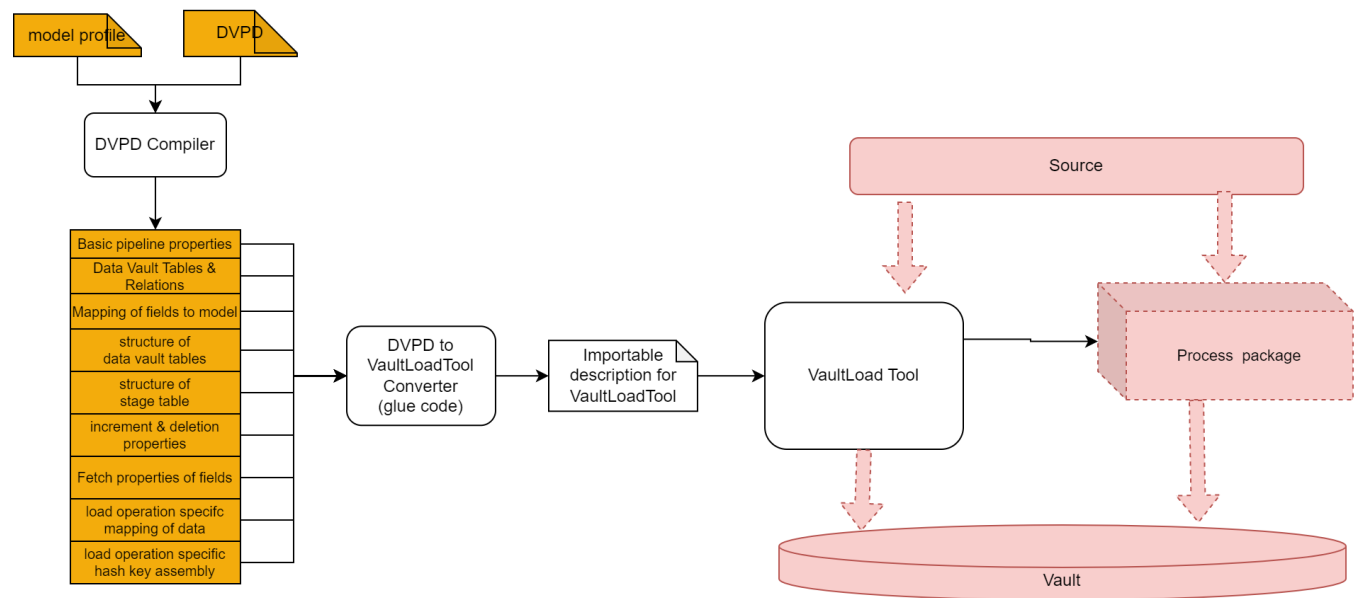 model profile
DVPD
DVPD Compiler
Basic pipeline properties
Data Vault Tables &
Relations
Mapping of fields to model
structure of
data vault tables
structure of
stage table
increment & deletion
properties
Fetch properties of fields
load operation specifc
mapping of data
load operation specific
hash key assembly
DVPD to
VaultLoadTool
Converter
(glue code)
Importable
description for
VaultLoadTool
VaultLoad Tool
Source
Process package
Vault